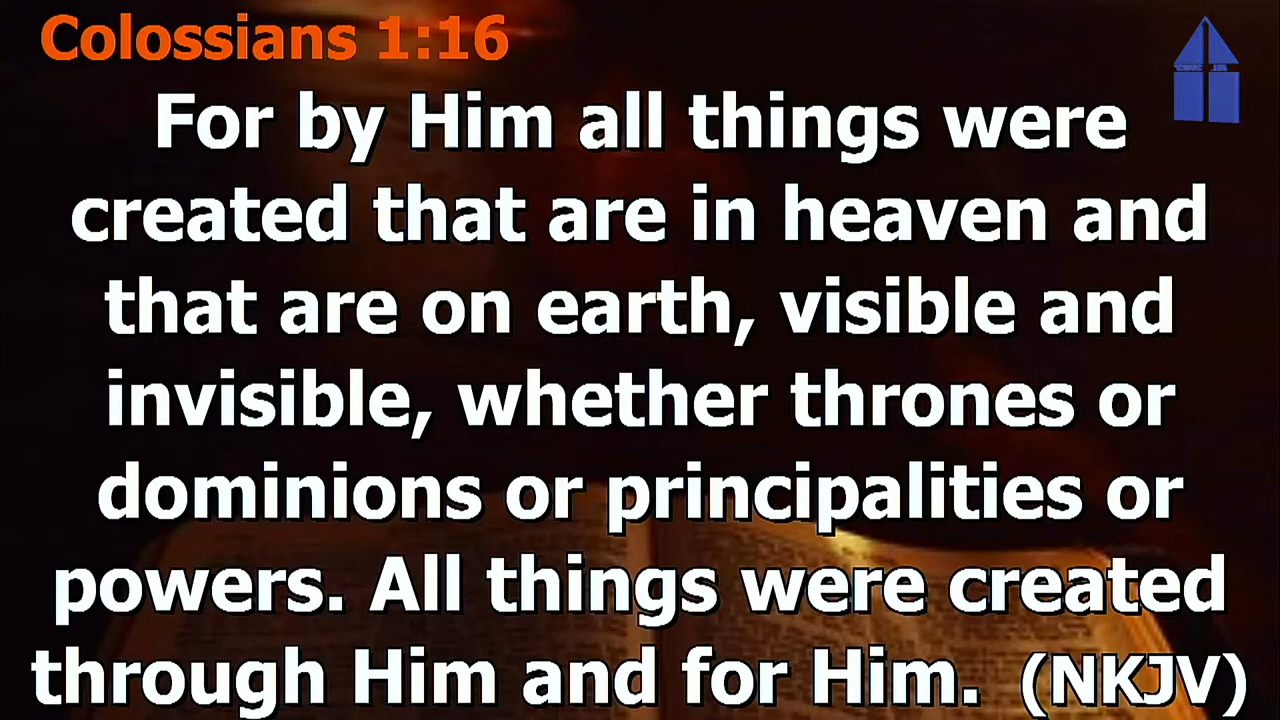 Colossians 1:16
For by Him all things were
created that are in heaven and
that are on earth, visible and
invisible, whether thrones or
dominions or principalities or
powers. All things were created
through Him and for Him. (NKJV)